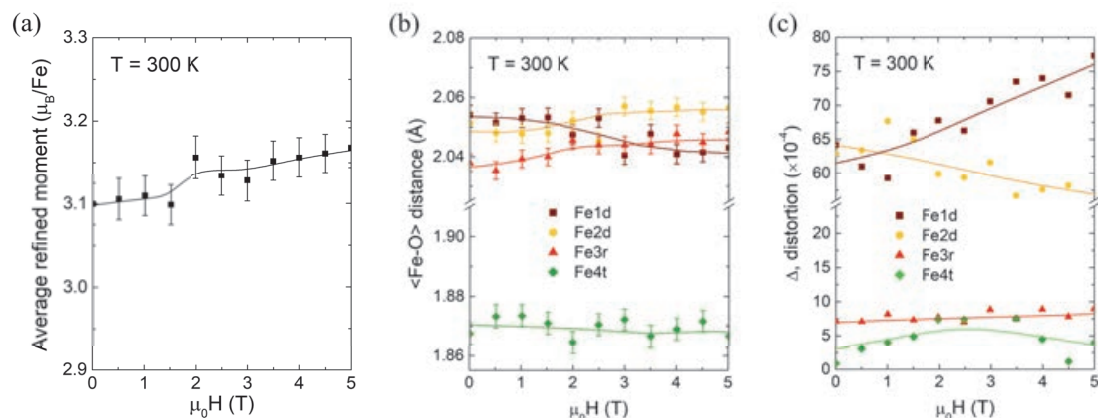 (a)
3.3
3.2
3.1
3.0
2.9
0 1 2 3 4 5
T = 300 K
Average refined moment (μB/Fe)
μ0H (T)
(b)
2.08
2.06
2.04
1.90
1.88
1.86
0 1 2 3 4 5
T = 300 K
<Fe-O> distance (Å)
Fe1d
Fe2d
Fe3r
Fe4t
μ0H (T)
(c)
80
75
70
65
60
55
25
20
15
10
5
0
0 1 2 3 4 5
T = 300 K
Δ, distortion (×10⁻⁴)
Fe1d
Fe2d
Fe3r
Fe4t
μ0H (T)